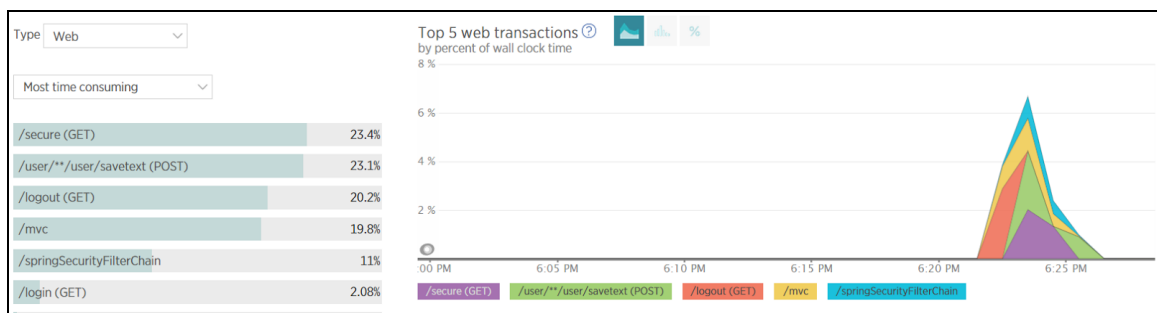 Type Web
Most time consuming
/secure (GET) 23.4%
/user/**/user/savetext (POST) 23.1%
/logout (GET) 20.2%
/mvc 19.8%
/springSecurityFilterChain 11%
/login (GET) 2.08%
Top 5 web transactions ? %
by percent of wall clock time
8 %
6 %
4 %
2 %
:00 PM 6:05 PM 6:10 PM 6:15 PM 6:20 PM 6:25 PM
/secure (GET) /user/**/user/savetext (POST) /logout (GET) /mvc /springSecurityFilterChain